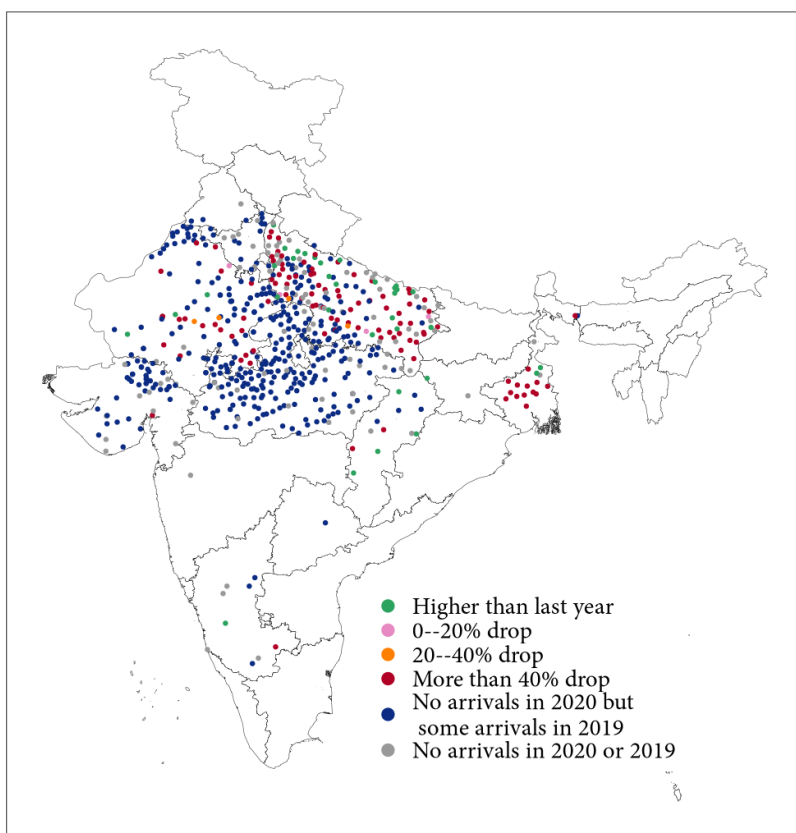 Higher than last year
0--20% drop
20--40% drop
More than 40% drop
No arrivals in 2020 but
some arrivals in 2019
No arrivals in 2020 or 2019